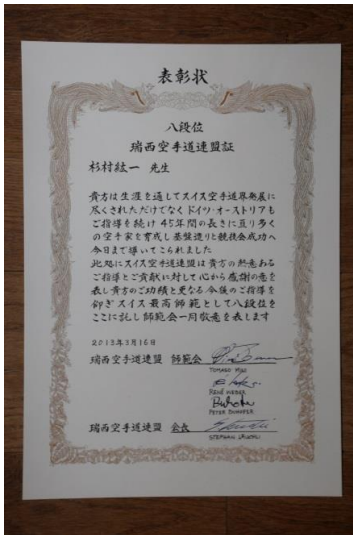 表彰状
八段位
瑞西空手道連盟証
杉村紘一 先生
貴方は生涯を通してスイス空手道界発展に
尽くされただけでなくドイツ・オーストリアも
ご指導を続け45年間の長きに亘り多く
の空手家を育成し基盤造りと競技会成功へ
今日まで導いてこられました
此処にスイス空手道連盟は貴方の熱意ある
ご指導とご貢献に対して心から感謝の意を
表し貴方のご功績と更なる今後のご指導を
仰ぎスイス最高師範として八段位を
ここに託し師範会一同敬意を表します
2013年3月16日
瑞西空手道連盟 師範会
RENÉ WEBER
瑞西空手道連盟 会長